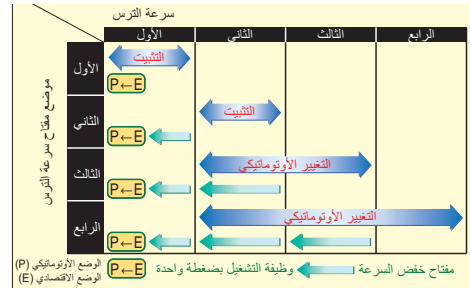 سرعة الترس
الأول الثاني الثالث الرابع
موضع مفتاح سرعة الترس
الأول
التثبيت
P←E
الثاني
التثبيت
P←E
الثالث
التغيير الأوتوماتيكي
P←E
الرابع
التغيير الأوتوماتيكي
P←E
مفتاح خفض السرعة وظيفة التشغيل بضغطة واحدة P←E الوضع الأوتوماتيكي (P)
الوضع الاقتصادي (E)